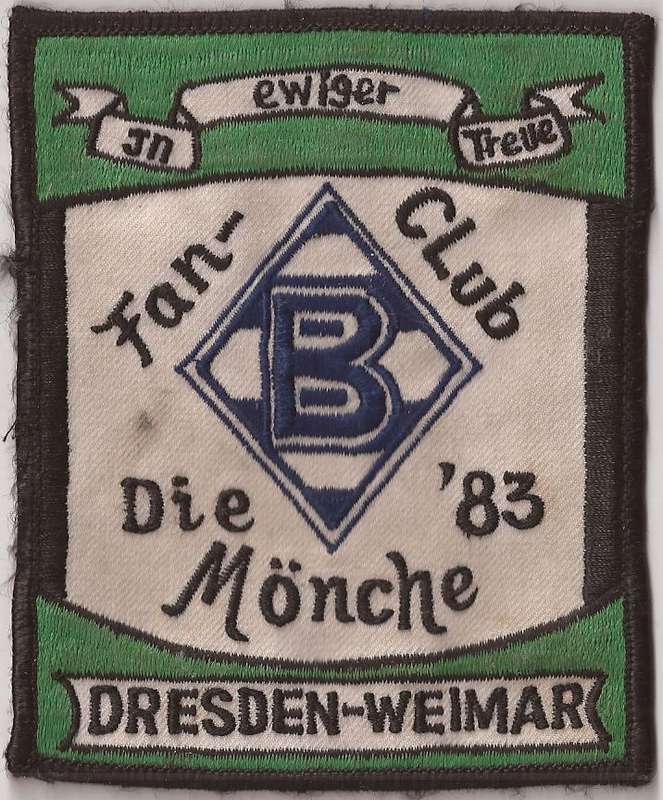 Jn ewiger Treue
Fan-CLub
B
Die '83
Mönche
DRESDEN-WEIMAR